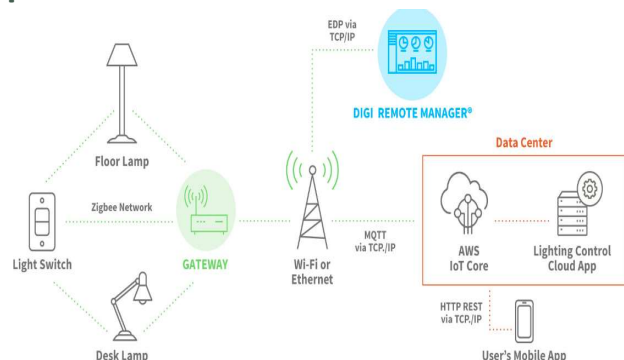 EDP via
TCP/IP
DIGI REMOTE MANAGER®
Data Center
Floor Lamp
Zigbee Network
Light Switch
GATEWAY
Wi-Fi or
Ethernet
MQTT
via TCP./IP
AWS
IoT Core
Lighting Control
Cloud App
HTTP REST
via TCP./IP
Desk Lamp
User's Mobile App